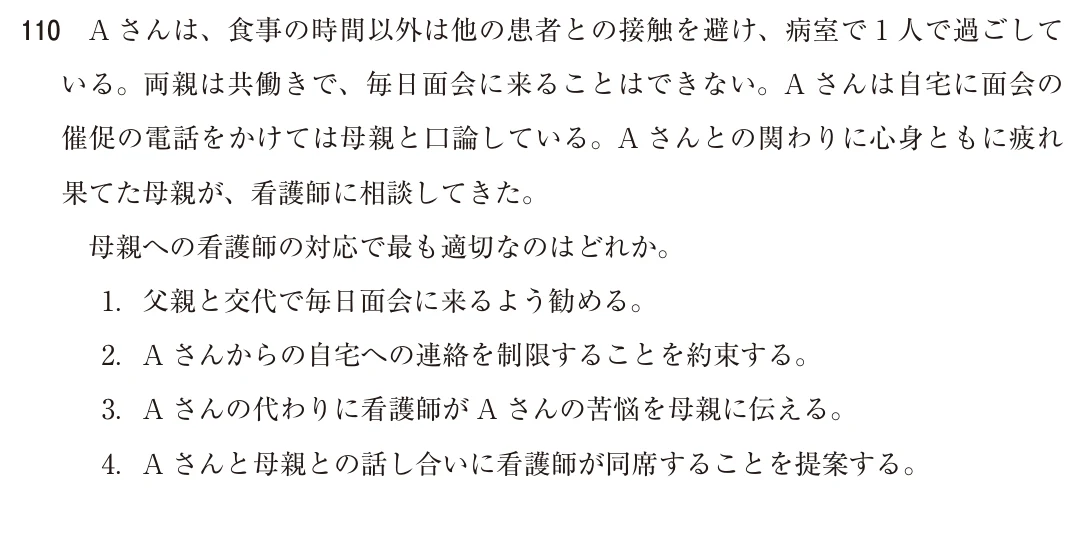 110 Aさんは、食事の時間以外は他の患者との接触を避け、病室で1人で過ごして
いる。両親は共働きで、毎日面会に来ることはできない。Aさんは自宅に面会の
催促の電話をかけては母親と口論している。Aさんとの関わりに心身ともに疲れ
果てた母親が、看護師に相談してきた。
母親への看護師の対応で最も適切なのはどれか。
1. 父親と交代で毎日面会に来るよう勧める。
2. Aさんからの自宅への連絡を制限することを約束する。
3. Aさんの代わりに看護師がAさんの苦悩を母親に伝える。
4. Aさんと母親との話し合いに看護師が同席することを提案する。